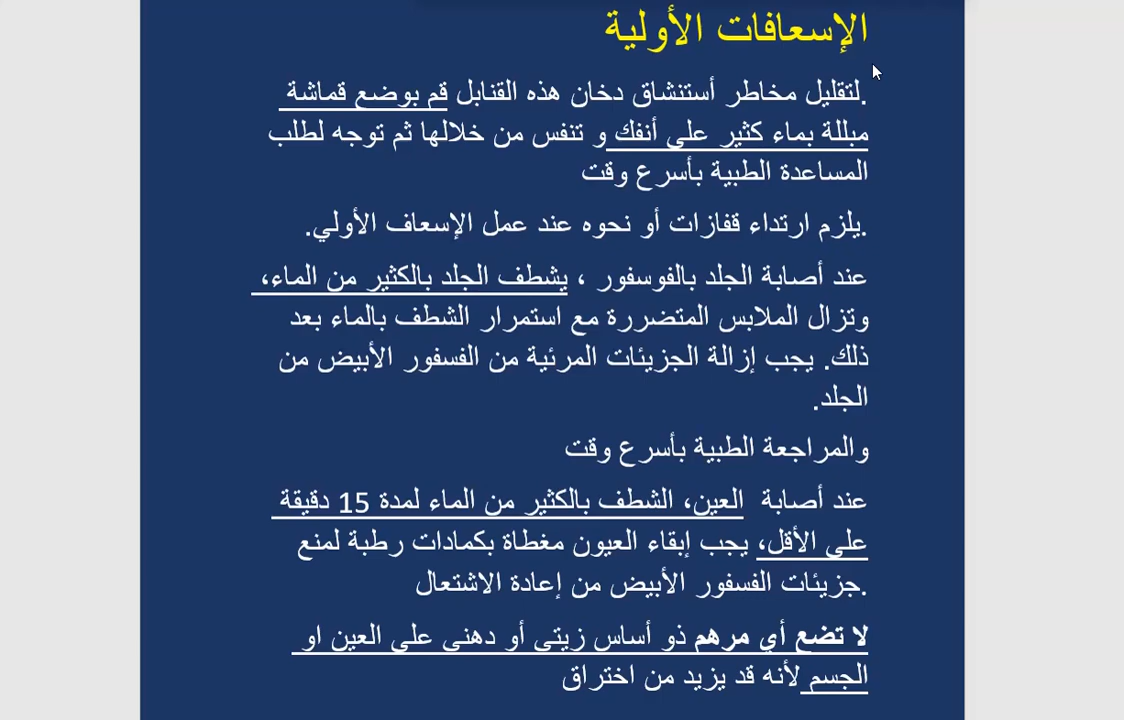 الإسعافات الأولية
.لتقليل مخاطر أستنشاق دخان هذه القنابل قم بوضع قماشة
مبللة بماء كثير على أنفك و تنفس من خلالها ثم توجه لطلب
المساعدة الطبية بأسرع وقت
.يلزم ارتداء قفازات أو نحوه عند عمل الإسعاف الأولي.
عند أصابة الجلد بالفوسفور ، يشطف الجلد بالكثير من الماء،
وتزال الملابس المتضررة مع استمرار الشطف بالماء بعد
ذلك. يجب إزالة الجزيئات المرئية من الفسفور الأبيض من
الجلد.
والمراجعة الطبية بأسرع وقت
عند أصابة العين، الشطف بالكثير من الماء لمدة 15 دقيقة
على الأقل، يجب إبقاء العيون مغطاة بكمادات رطبة لمنع
.جزيئات الفسفور الأبيض من إعادة الاشتعال
لا تضع أي مرهم ذو أساس زيتي أو دهني على العين او
الجسم لأنه قد يزيد من اختراق